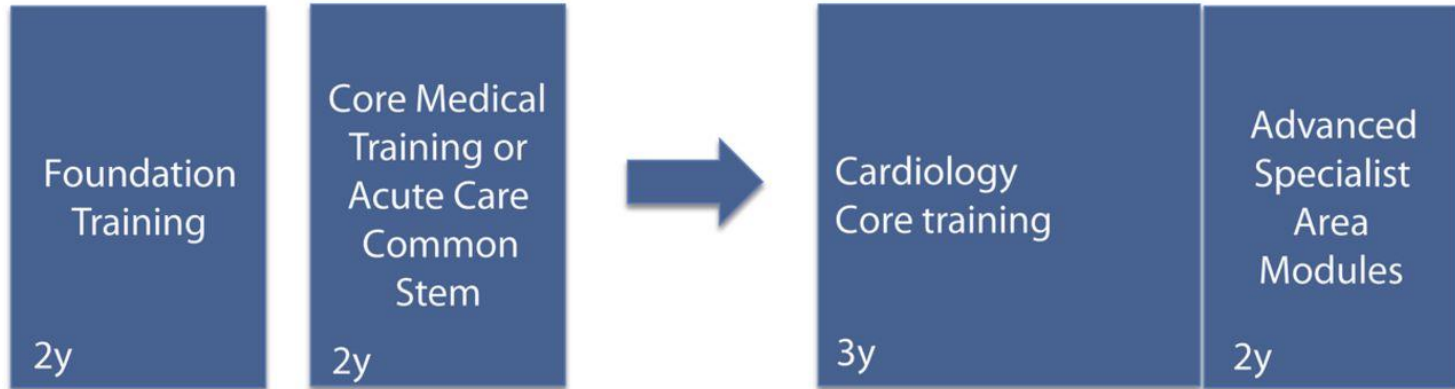 Foundation
Training
2y
Core Medical
Training or
Acute Care
Common
Stem
2y
Cardiology
Core training
3y
Advanced
Specialist
Area
Modules
2y